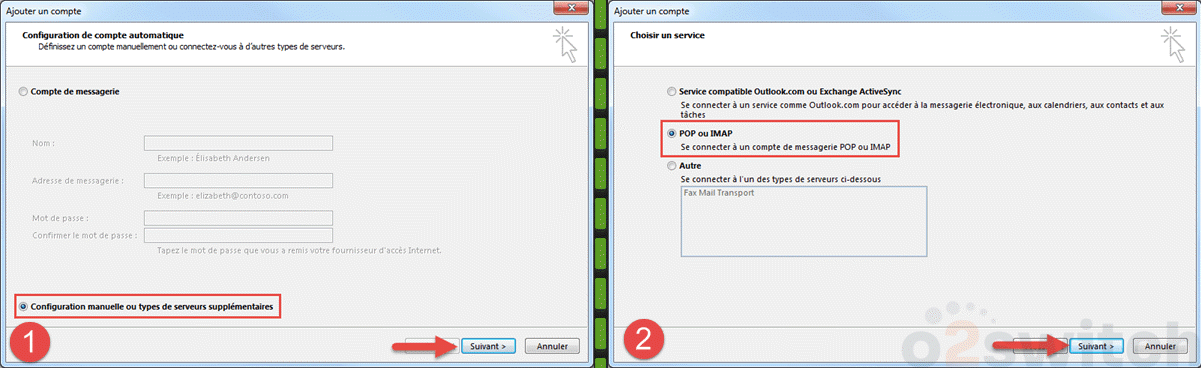 Ajouter un compte
Configuration de compte automatique
Définissez un compte manuellement ou connectez-vous à d'autres types de serveurs.
Compte de messagerie
Nom :
Exemple : Élisabeth Andersen
Adresse de messagerie :
Exemple : elizabeth@contoso.com
Mot de passe :
Confirmer le mot de passe :
Tapez le mot de passe que vous a remis votre fournisseur d'accès Internet.
Configuration manuelle ou types de serveurs supplémentaires
1
Suivant >
Annuler
Ajouter un compte
Choisir un service
Service compatible Outlook.com ou Exchange ActiveSync
Se connecter à un service comme Outlook.com pour accéder à la messagerie électronique, aux calendriers, aux contacts et aux
tâches
POP ou IMAP
Se connecter à un compte de messagerie POP ou IMAP
Autre
Se connecter à l'un des types de serveurs ci-dessous
Fax Mail Transport
2
Suivant >
Annuler
o2switch